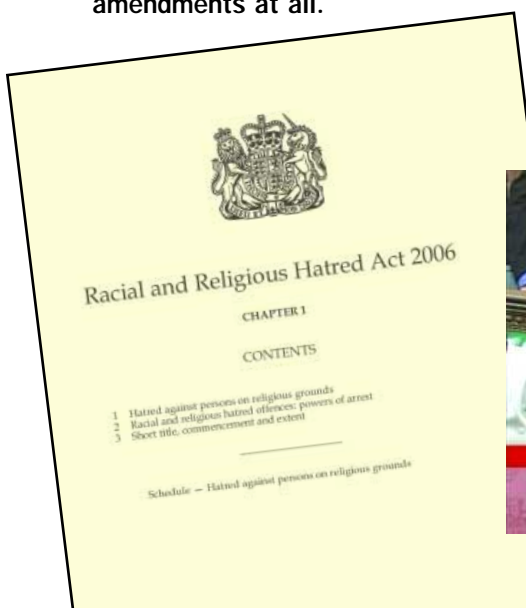 amendments at all.
Racial and Religious Hatred Act 2006
CHAPTER 1
CONTENTS
1 Hatred against persons on religious grounds
2 Racial and religious hatred offences: powers of arrest
3 Short title, commencement and extent
Schedule — Hatred against persons on religious grounds